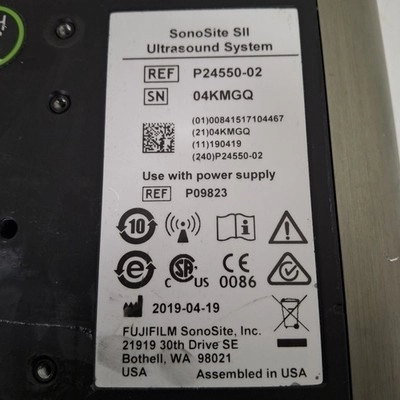 SonoSite SII
Ultrasound System
REF P24550-02
SN 04KMGQ
(01)00841517104467
(21)04KMGQ
(11)190419
(240)P24550-02
Use with power supply
REF P09823
10
e
C SA US CE
0086
2019-04-19
FUJIFILM SonoSite, Inc.
21919 30th Drive SE
Bothell, WA 98021
USA Assembled in USA